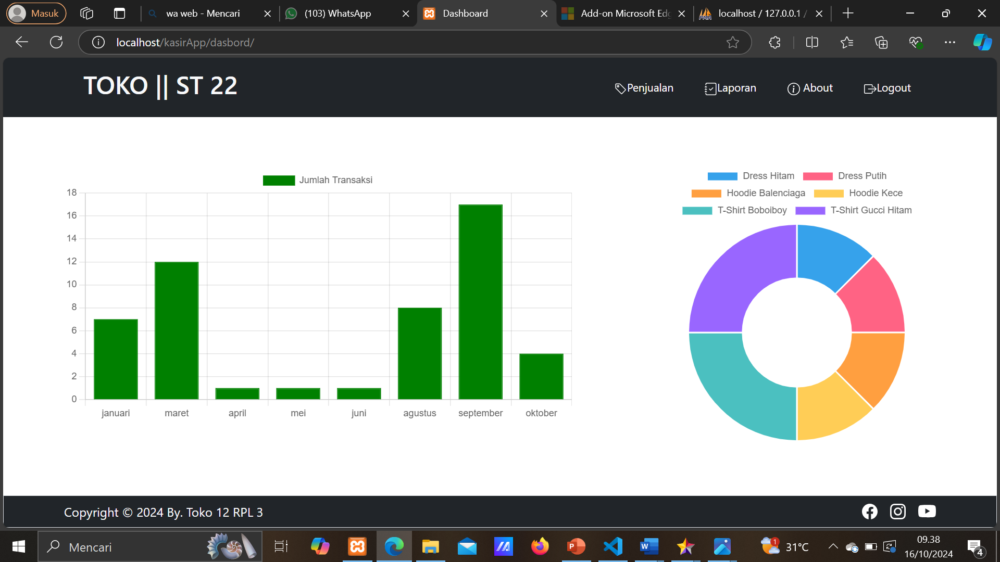 Masuk
wa web - Mencari
(103) WhatsApp
Dashboard
Add-on Microsoft Edg
localhost / 127.0.0.1 /
localhost/kasirApp/dasbord/
TOKO || ST 22
Penjualan
Laporan
About
Logout
Jumlah Transaksi
18
16
14
12
10
8
6
4
2
0
januari
maret
april
mei
juni
agustus
september
oktober
Dress Hitam
Dress Putih
Hoodie Balenciaga
Hoodie Kece
T-Shirt Boboiboy
T-Shirt Gucci Hitam
Copyright © 2024 By. Toko 12 RPL 3
Mencari
1
31°C
09.38
16/10/2024
4